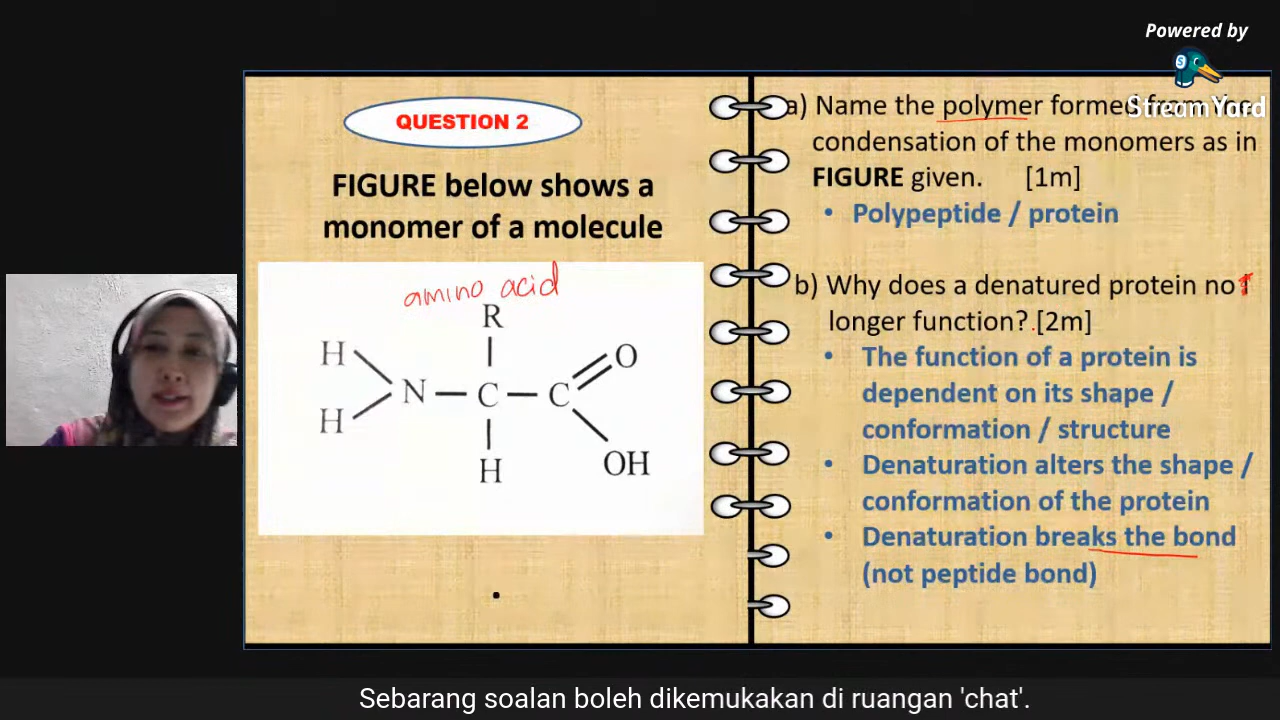 Powered by
StreamYard
QUESTION 2
FIGURE below shows a
monomer of a molecule
amino acid
R
H
O
N
C
C
H
H
OH
a) Name the polymer formed from the
condensation of the monomers as in
FIGURE given. [1m]
• Polypeptide / protein
b) Why does a denatured protein no
longer function? [2m]
• The function of a protein is
dependent on its shape /
conformation / structure
• Denaturation alters the shape /
conformation of the protein
• Denaturation breaks the bond
(not peptide bond)
Sebarang soalan boleh dikemukakan di ruangan 'chat'.